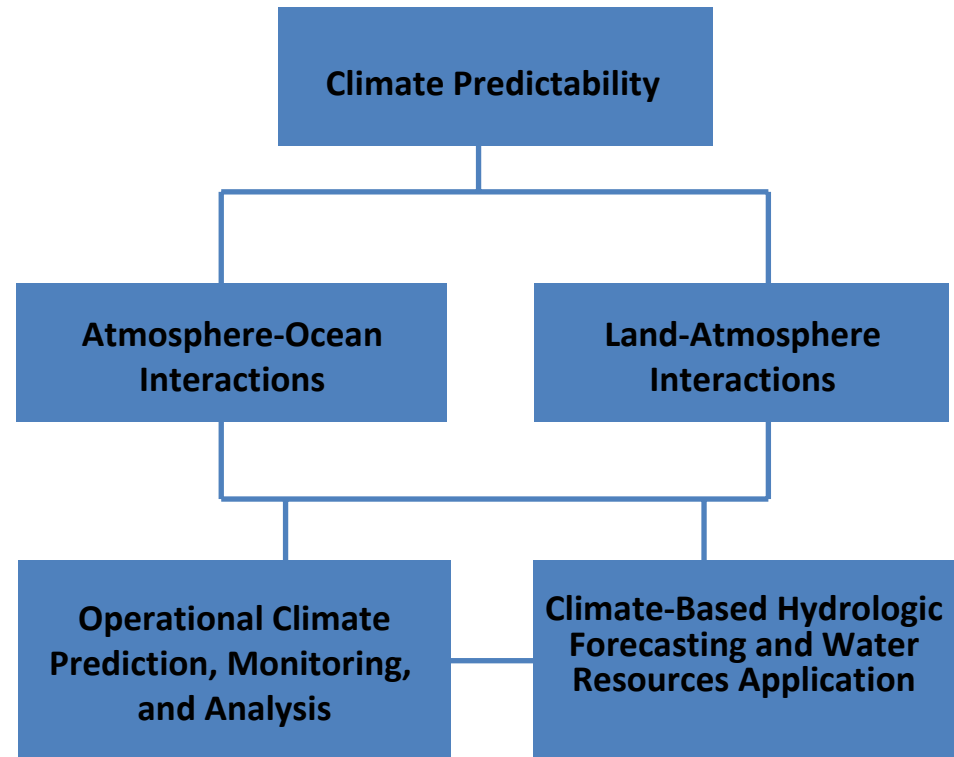 Climate Predictability
Atmosphere-Ocean
Interactions
Land-Atmosphere
Interactions
Operational Climate
Prediction, Monitoring,
and Analysis
Climate-Based Hydrologic
Forecasting and Water
Resources Application